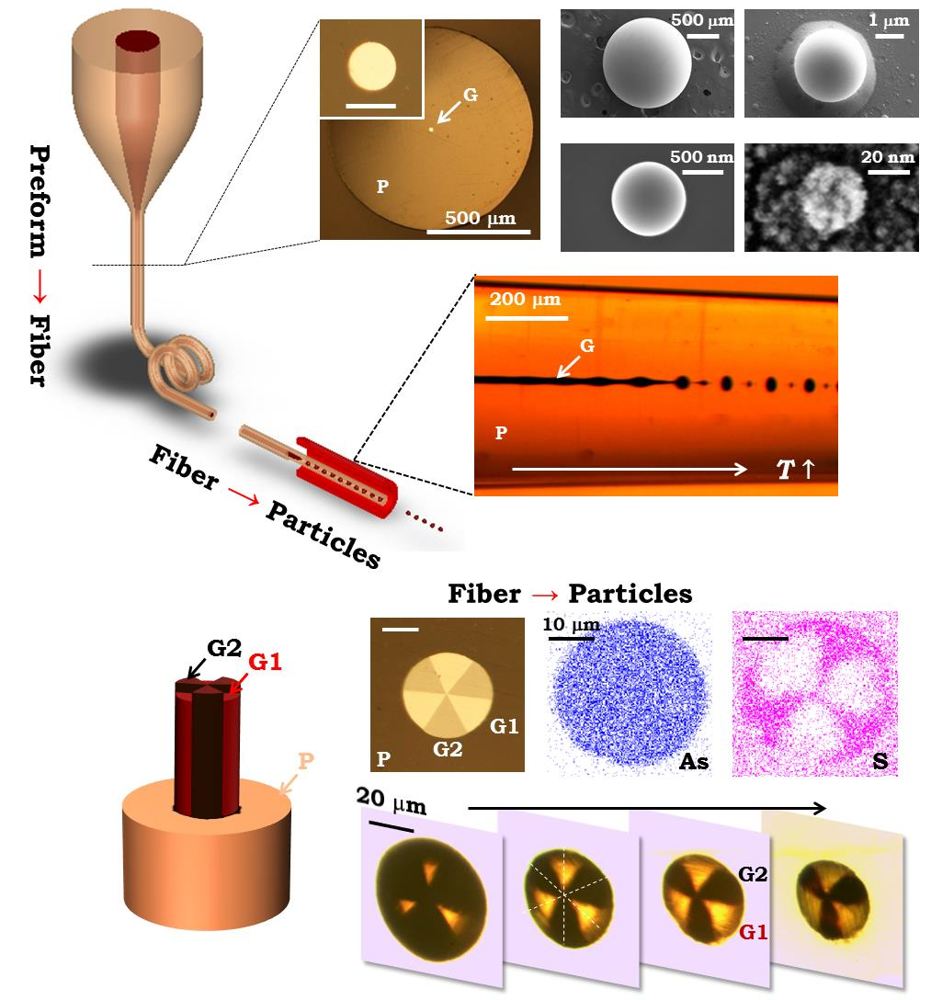 Preform → Fiber
G
P
500 μm
500 μm
1 μm
500 nm
20 nm
200 μm
G
P
T ↑
Fiber → Particles
Fiber → Particles
G2
G1
P
G1
G2
P
10 μm
As
S
20 μm
G2
G1